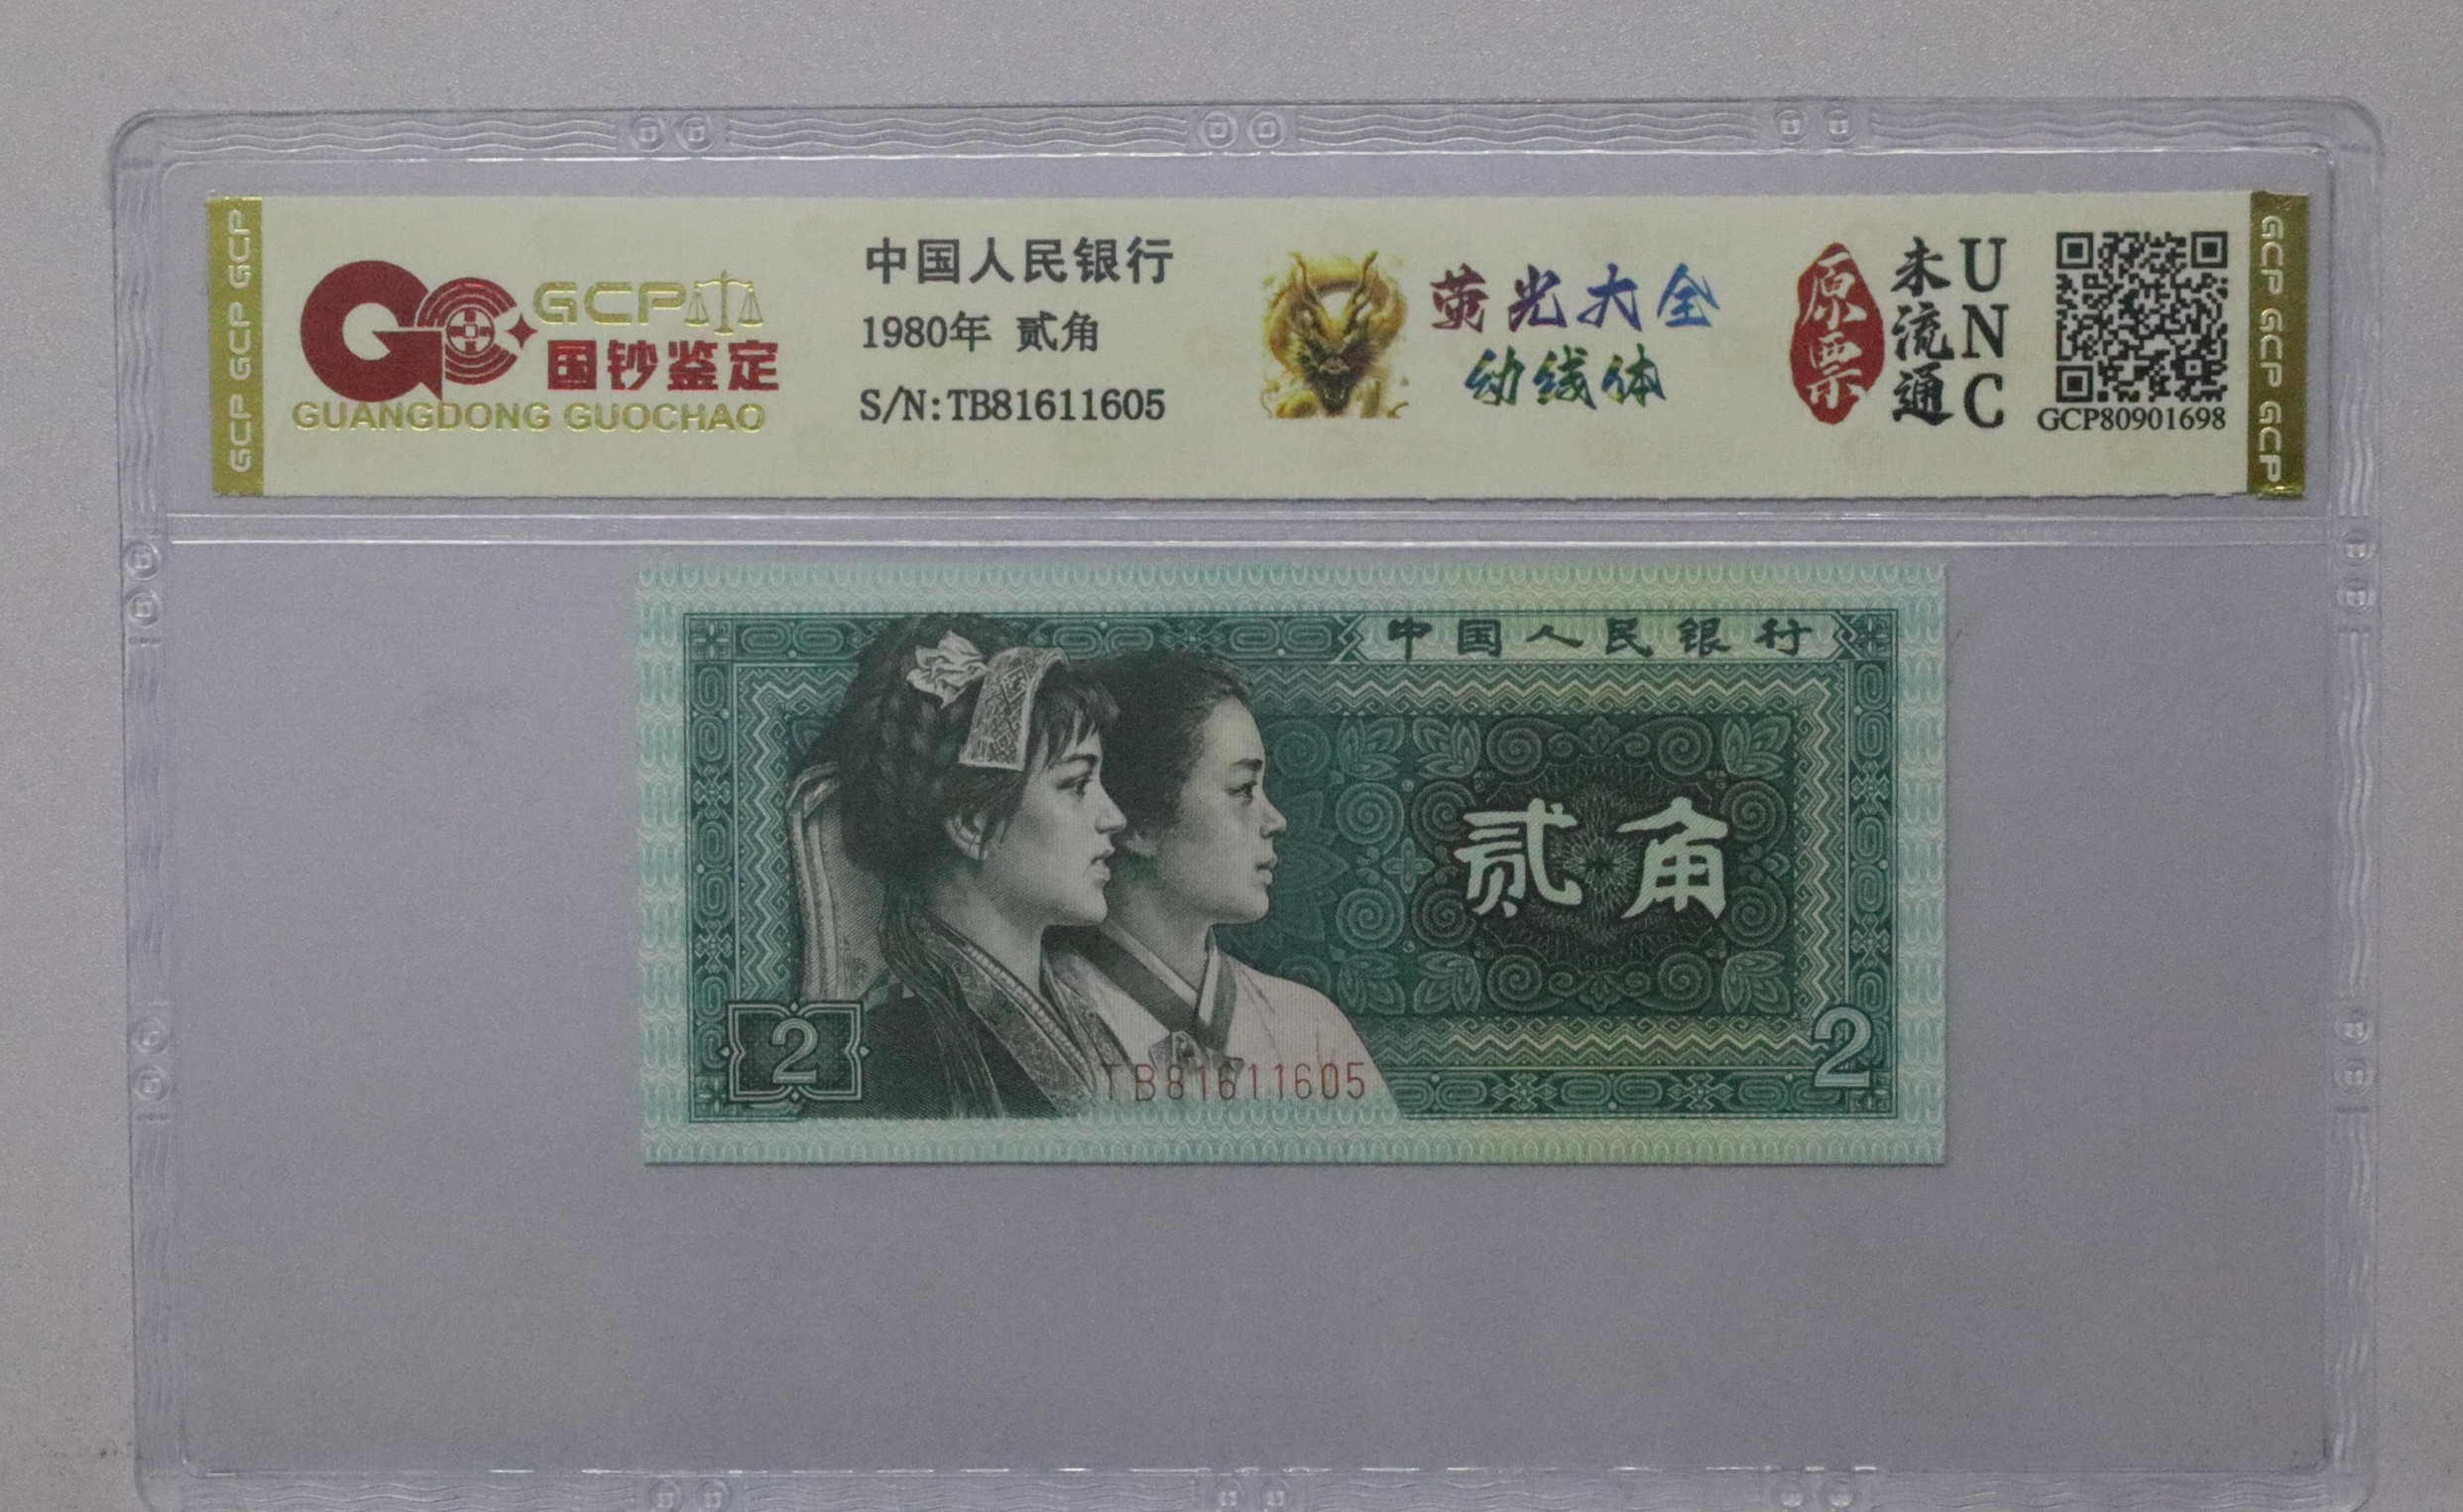 GCP GCP GCP
GCP
国钞鉴定
GUANGDONG GUOCHAO
中国人民银行
1980年 贰角
S/N:TB81611605
荧光大全
幼线体
原票
未流通
UNC
GCP80901698
GCP GCP GCP
中国人民银行
贰角
2
2
TB81611605